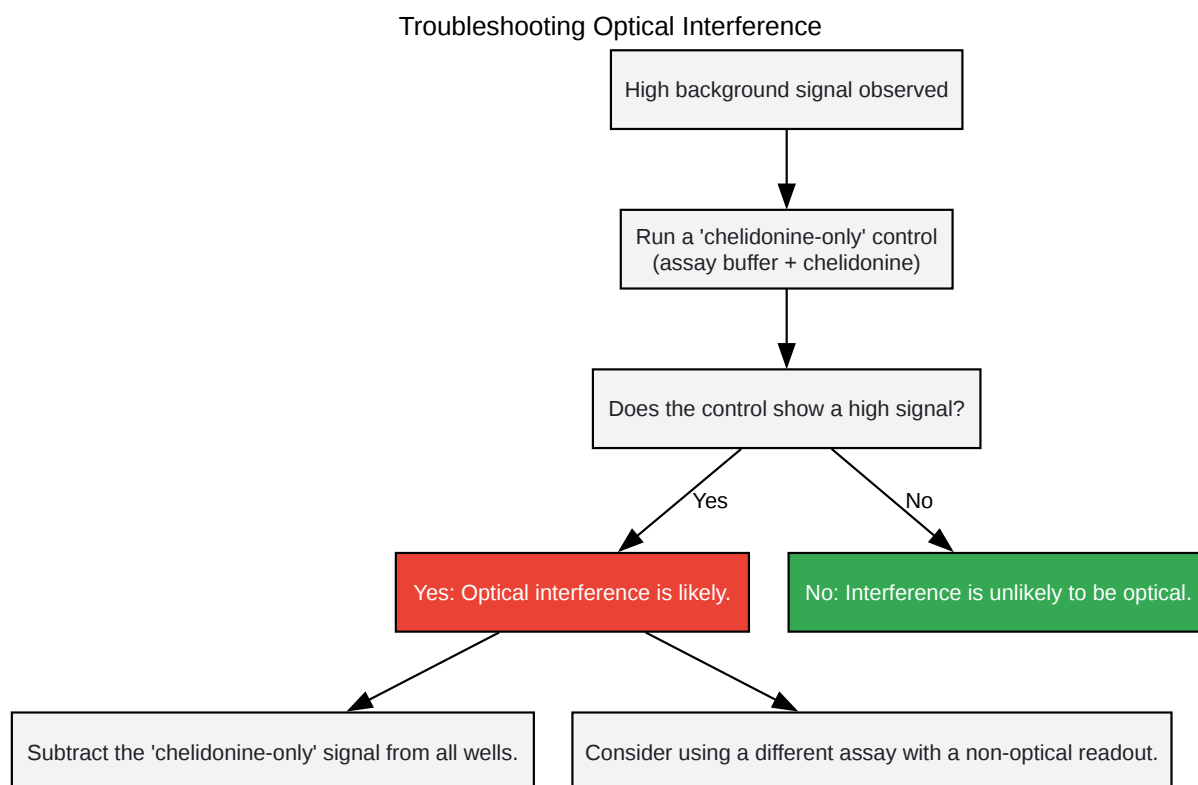 Troubleshooting Optical Interference
High background signal observed
Run a 'chelidonine-only' control
(assay buffer + chelidonine)
Does the control show a high signal?
Yes
No
Yes: Optical interference is likely.
No: Interference is unlikely to be optical.
Subtract the 'chelidonine-only' signal from all wells.
Consider using a different assay with a non-optical readout.